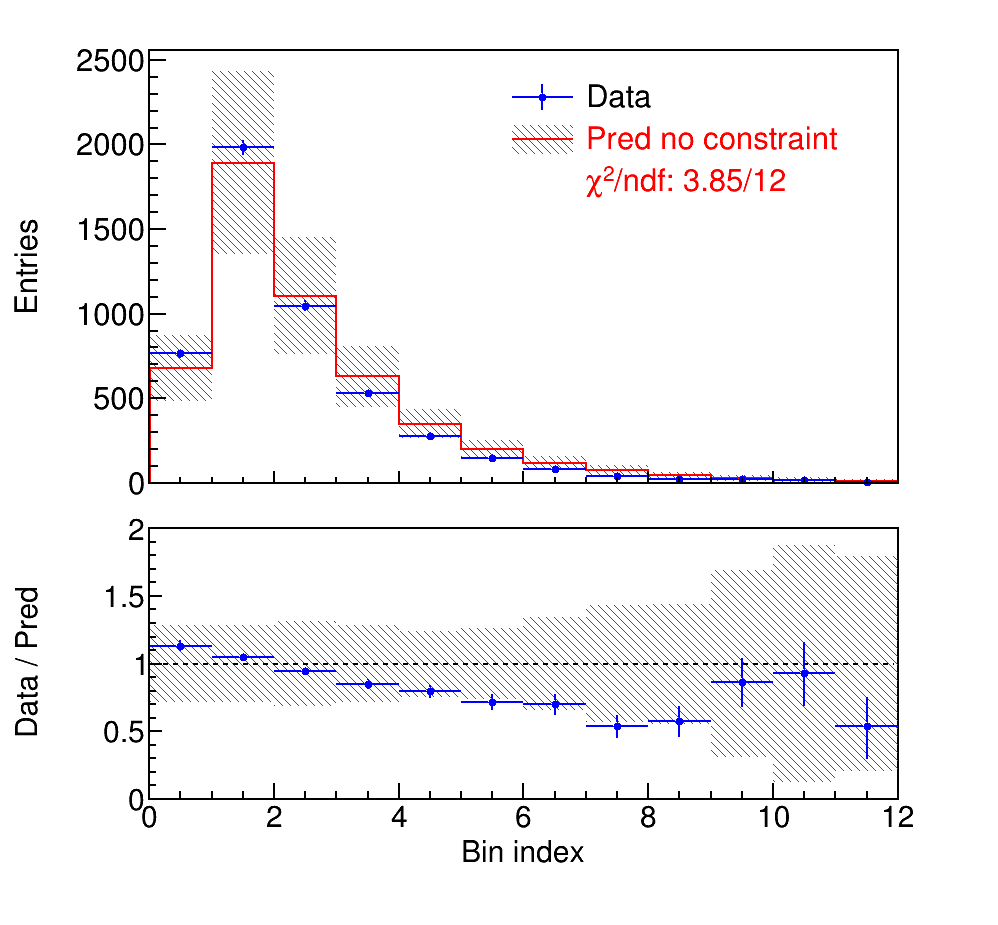 2500
2000
1500
1000
500
0
Entries
Data
Pred no constraint
χ²/ndf: 3.85/12
2
1.5
1
0.5
0
Data / Pred
0 2 4 6 8 10 12
Bin index